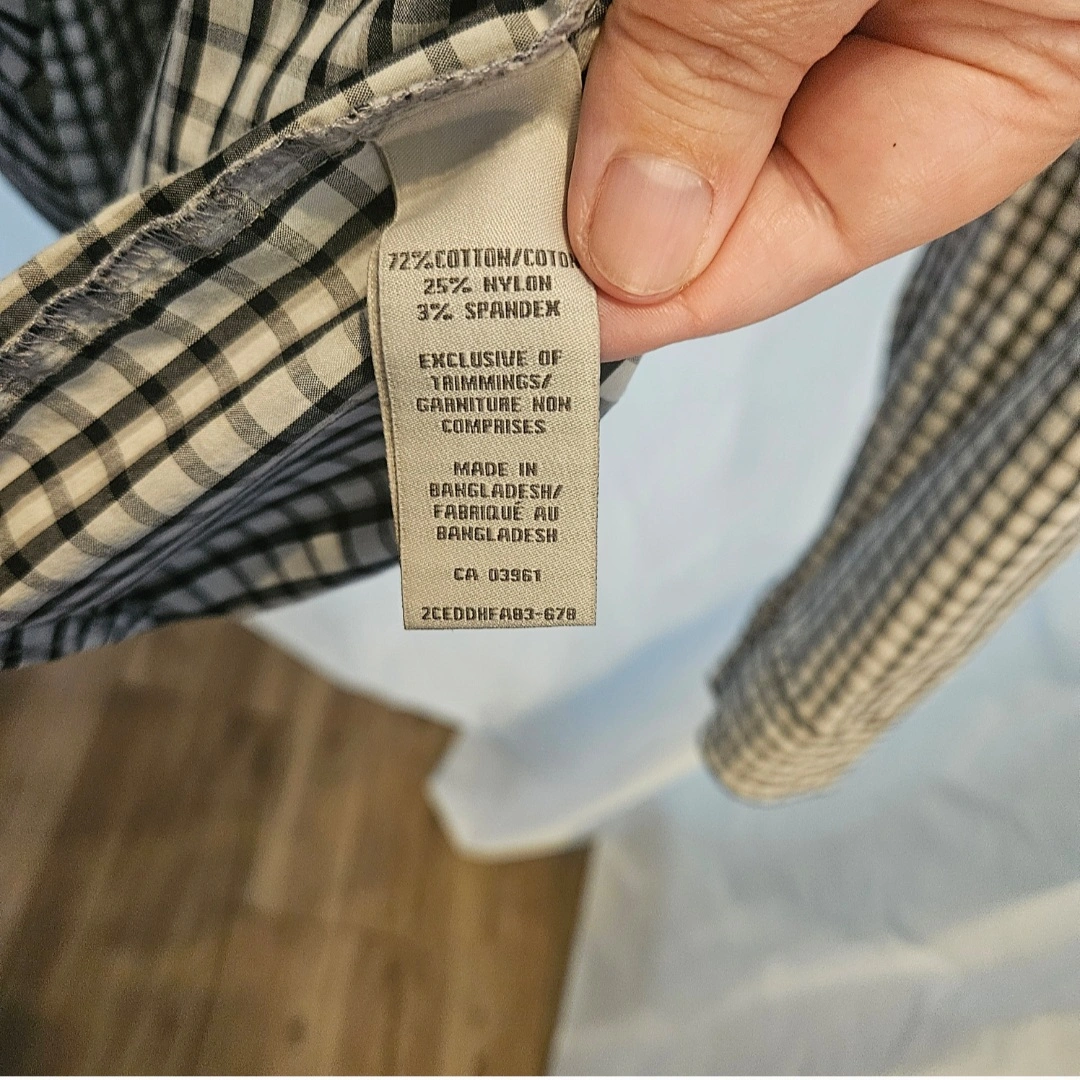 72%COTTON/COTON
25% NYLON
3% SPANDEX
EXCLUSIVE OF
TRIMMINGS/
GARNITURE NON
COMPRISES
MADE IN
BANGLADESH/
FABRIQUÉ AU
BANGLADESH
CA 03961
2CEDDHFA83-678